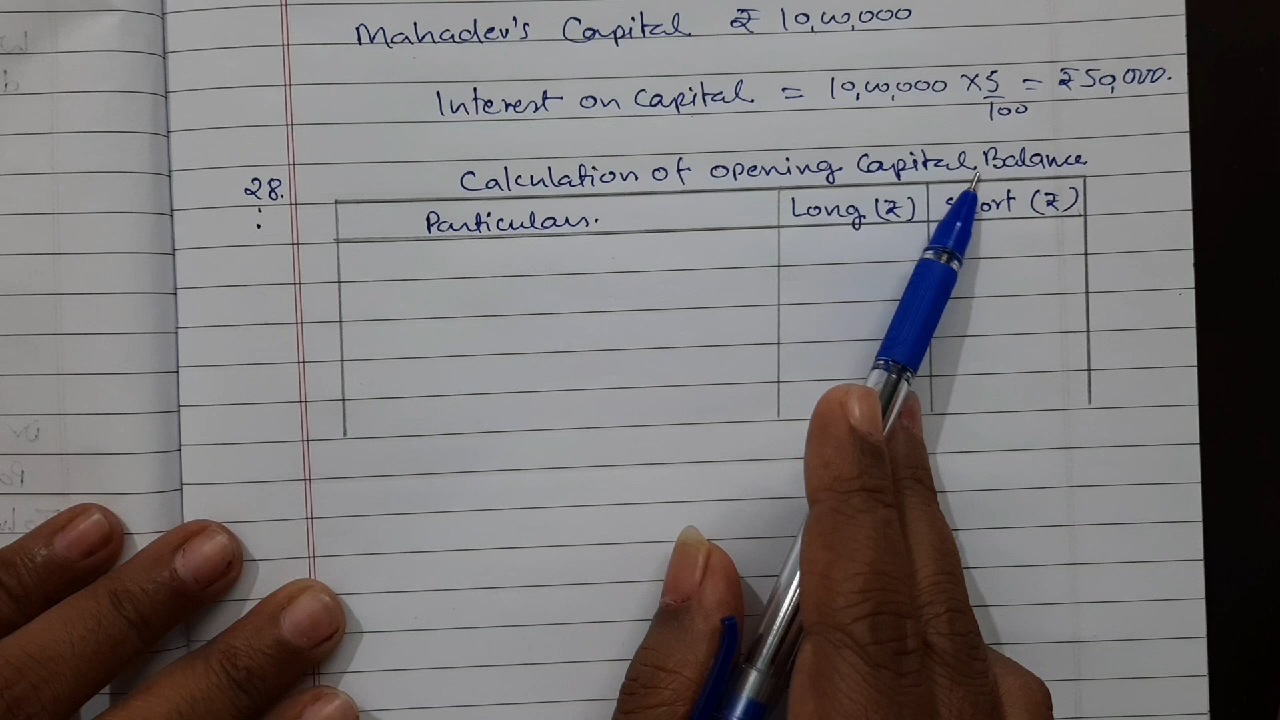 Mahadev's Capital ₹ 10,00,000
Interest on Capital = 10,00,000 × 5/100 = ₹50,000.
28. Calculation of opening Capital Balance
Particulars. Long (₹) Short (₹)